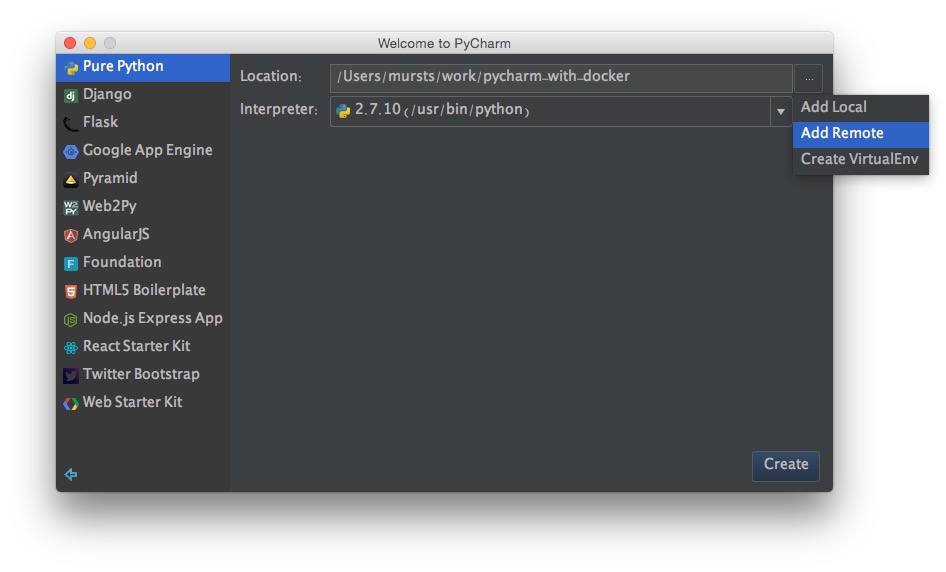 Welcome to PyCharm
Pure Python
Django
Flask
Google App Engine
Pyramid
Web2Py
AngularJS
Foundation
HTML5 Boilerplate
Node.js Express App
React Starter Kit
Twitter Bootstrap
Web Starter Kit
Location: /Users/mursts/work/pycharm_with_docker ...
Interpreter: 2.7.10 (/usr/bin/python)
Add Local
Add Remote
Create VirtualEnv
Create